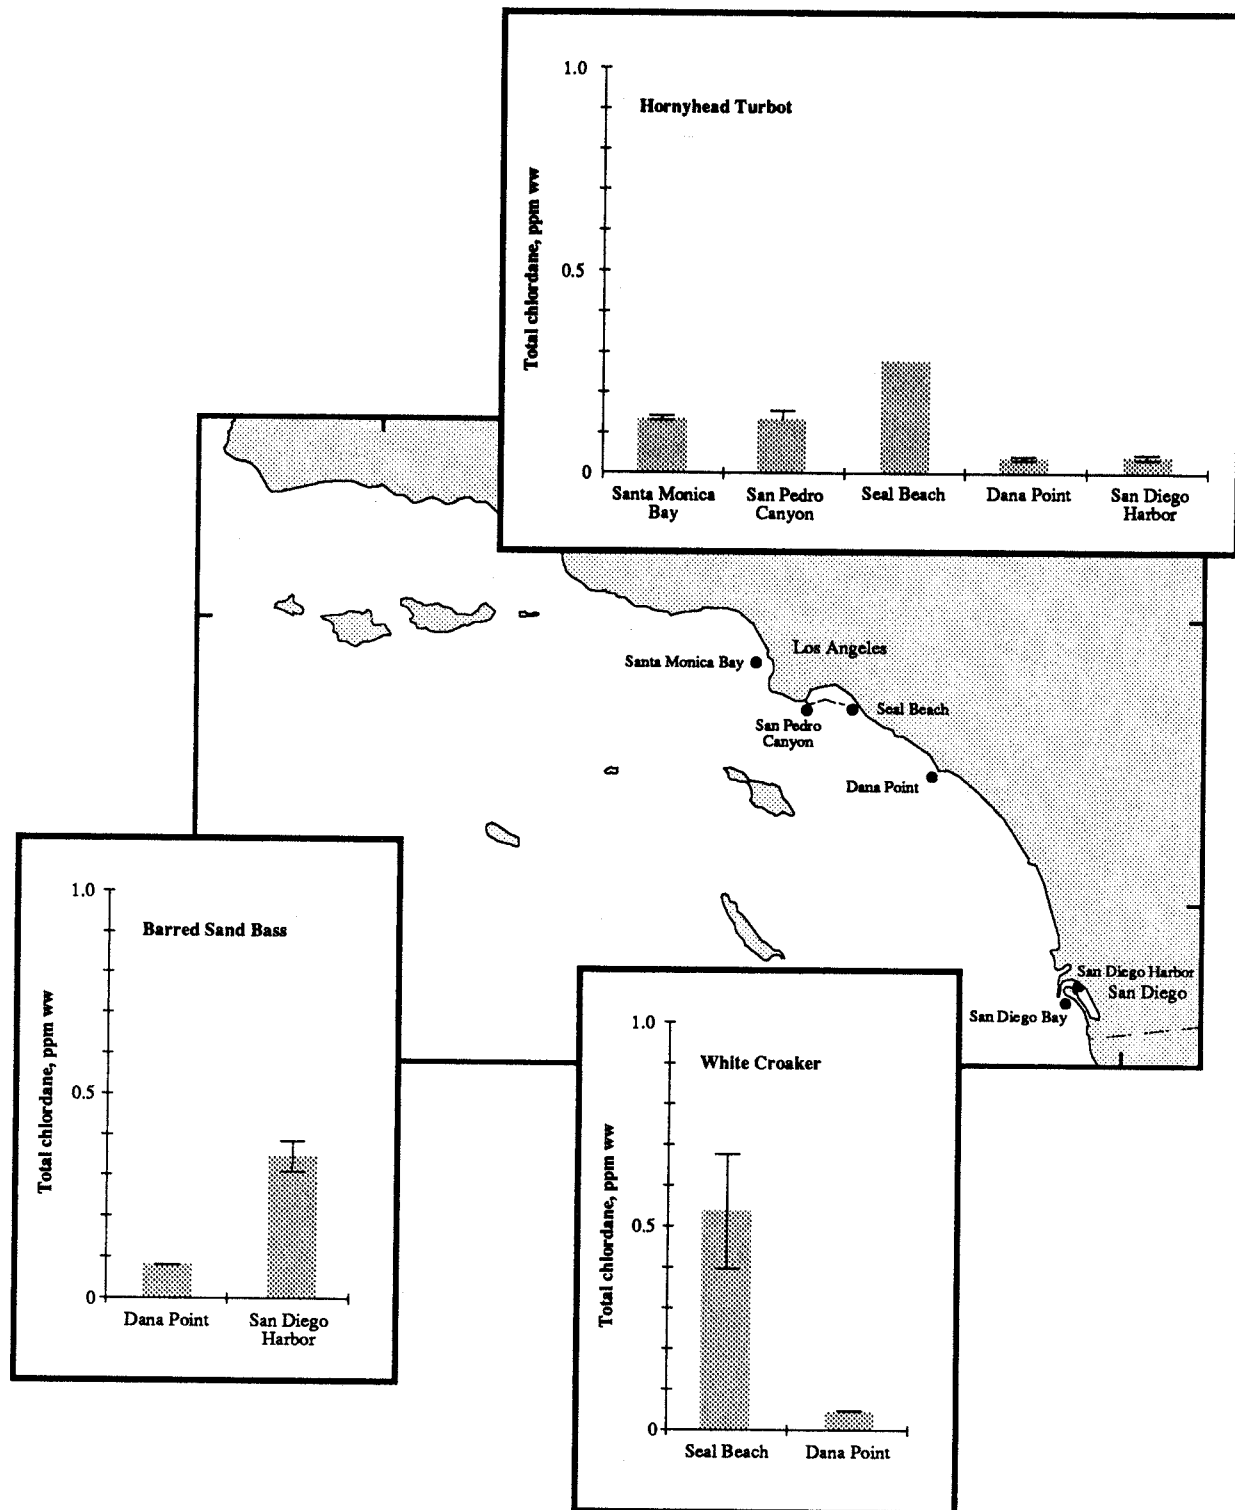 Hornyhead Turbot
Total chlordane, ppm ww
1.0
0.5
0
Santa Monica
Bay
San Pedro
Canyon
Seal Beach
Dana Point
San Diego
Harbor
Los Angeles
Santa Monica Bay
San Pedro
Canyon
Seal Beach
Dana Point
San Diego Harbor
San Diego
San Diego Bay
Barred Sand Bass
Total chlordane, ppm ww
1.0
0.5
0
Dana Point
San Diego
Harbor
White Croaker
Total chlordane, ppm ww
1.0
0.5
0
Seal Beach
Dana Point